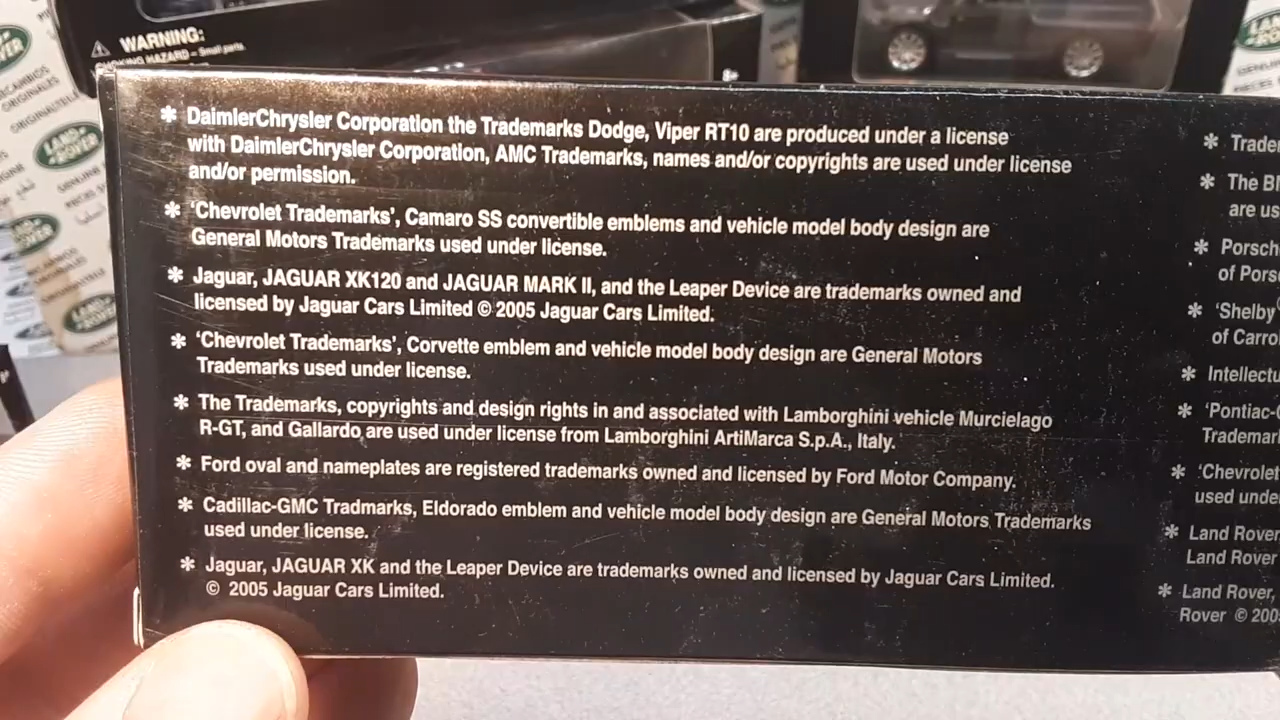 WARNING:
CHOKING HAZARD – Small parts
* DaimlerChrysler Corporation the Trademarks Dodge, Viper RT10 are produced under a license
with DaimlerChrysler Corporation, AMC Trademarks, names and/or copyrights are used under license
and/or permission.
* ‘Chevrolet Trademarks’, Camaro SS convertible emblems and vehicle model body design are
General Motors Trademarks used under license.
* Jaguar, JAGUAR XK120 and JAGUAR MARK II, and the Leaper Device are trademarks owned and
licensed by Jaguar Cars Limited © 2005 Jaguar Cars Limited.
* ‘Chevrolet Trademarks’, Corvette emblem and vehicle model body design are General Motors
Trademarks used under license.
* The Trademarks, copyrights and design rights in and associated with Lamborghini vehicle Murcielago
R-GT, and Gallardo are used under license from Lamborghini ArtiMarca S.p.A., Italy.
* Ford oval and nameplates are registered trademarks owned and licensed by Ford Motor Company.
* Cadillac-GMC Tradmarks, Eldorado emblem and vehicle model body design are General Motors Trademarks
used under license.
* Jaguar, JAGUAR XK and the Leaper Device are trademarks owned and licensed by Jaguar Cars Limited.
© 2005 Jaguar Cars Limited.
* Trade
* The B
are us
* Porsch
of Pors
* ‘Shelby
of Carro
* Intellectu
* ‘Pontiac-
Trademar
* ‘Chevrolet
used unde
* Land Rover
Land Rover
* Land Rover,
Rover © 200
LAND ROVER
GENUINE
ORIGINALES